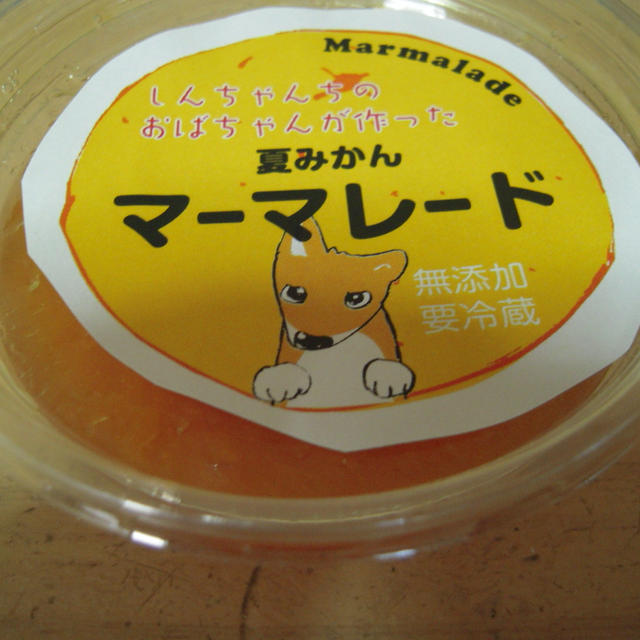 Marmalade
しんちゃんちの
おばちゃんが作った
夏みかん
マーマレード
無添加
要冷蔵